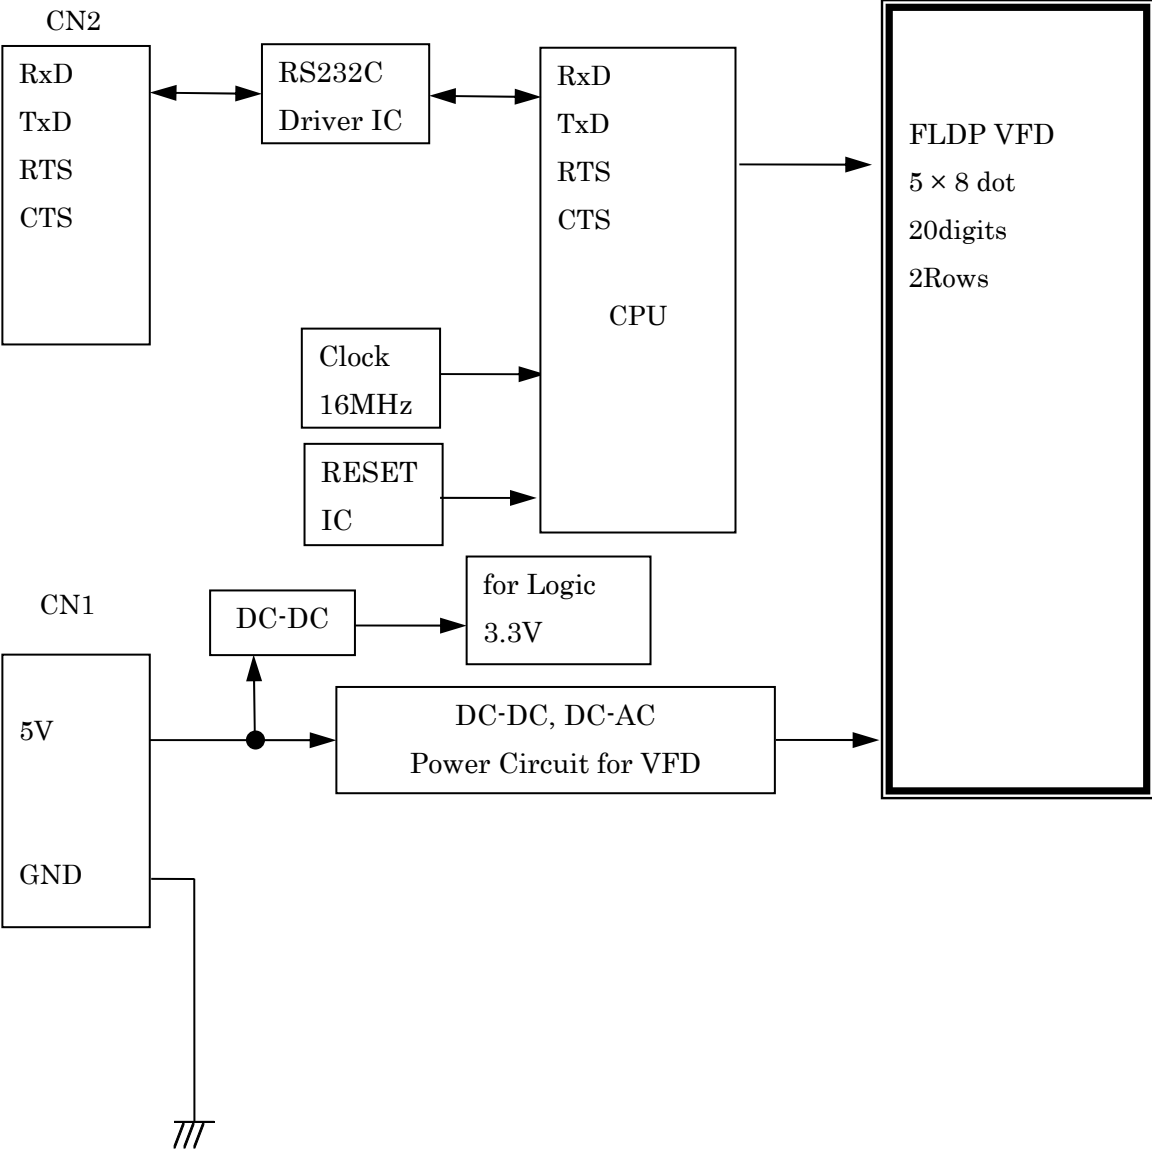 CN2
RxD
TxD
RTS
CTS
RS232C
Driver IC
RxD
TxD
RTS
CTS
CPU
FLDP VFD
5 × 8 dot
20digits
2Rows
Clock
16MHz
RESET
IC
CN1
5V
GND
DC-DC
for Logic
3.3V
DC-DC, DC-AC
Power Circuit for VFD